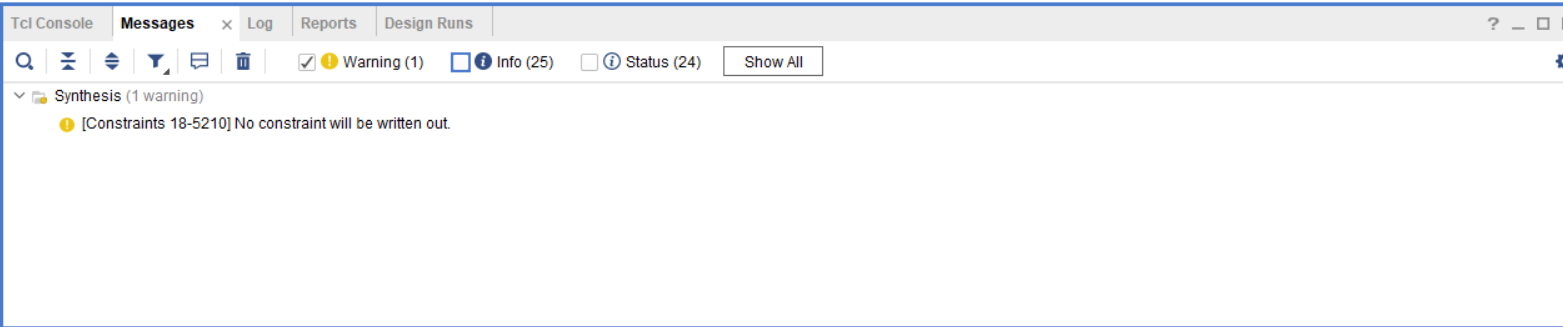 Tcl Console Messages × Log Reports Design Runs ? _
Warning (1) Info (25) Status (24) Show All
Synthesis (1 warning)
[Constraints 18-5210] No constraint will be written out.